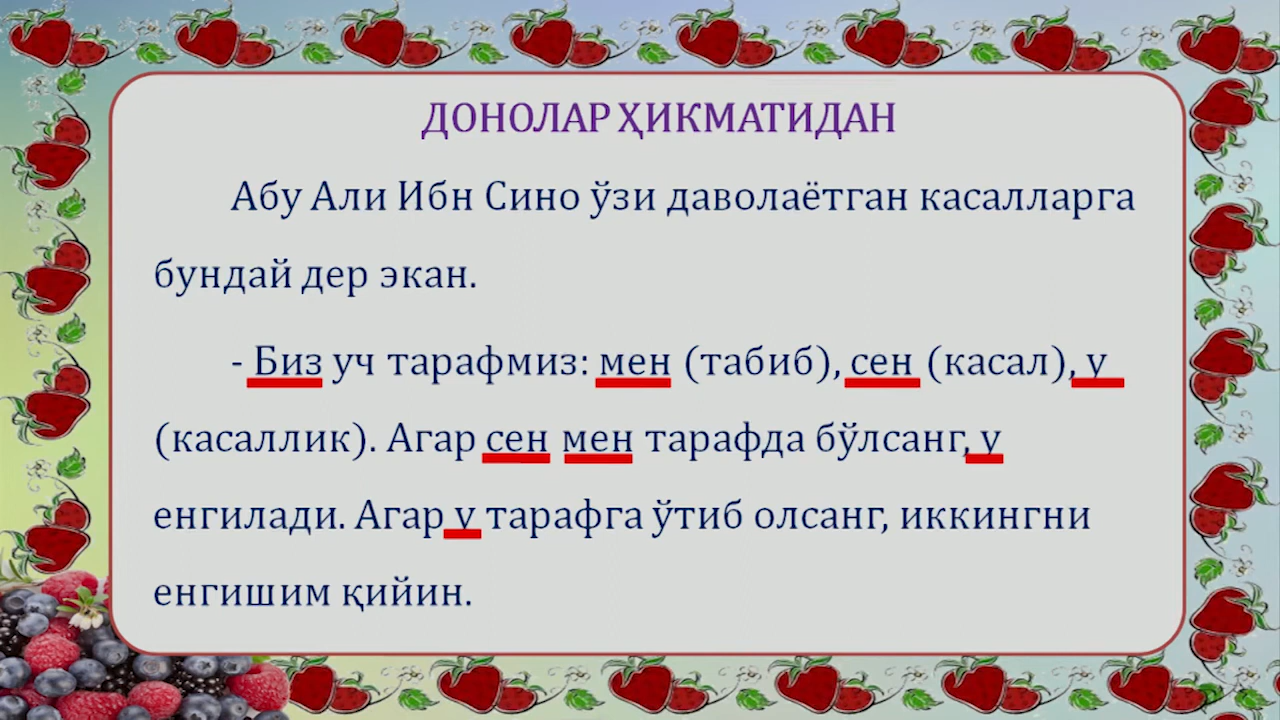 ДОНОЛАР ҲИКМАТИДАН
Абу Али Ибн Сино ўзи даволаётган касалларга
бундай дер экан.
- Биз уч тарафмиз: мен (табиб), сен (касал), у
(касаллик). Агар сен мен тарафда бўлсанг, у
енгилади. Агар у тарафга ўтиб олсанг, иккингни
енгишим қийин.